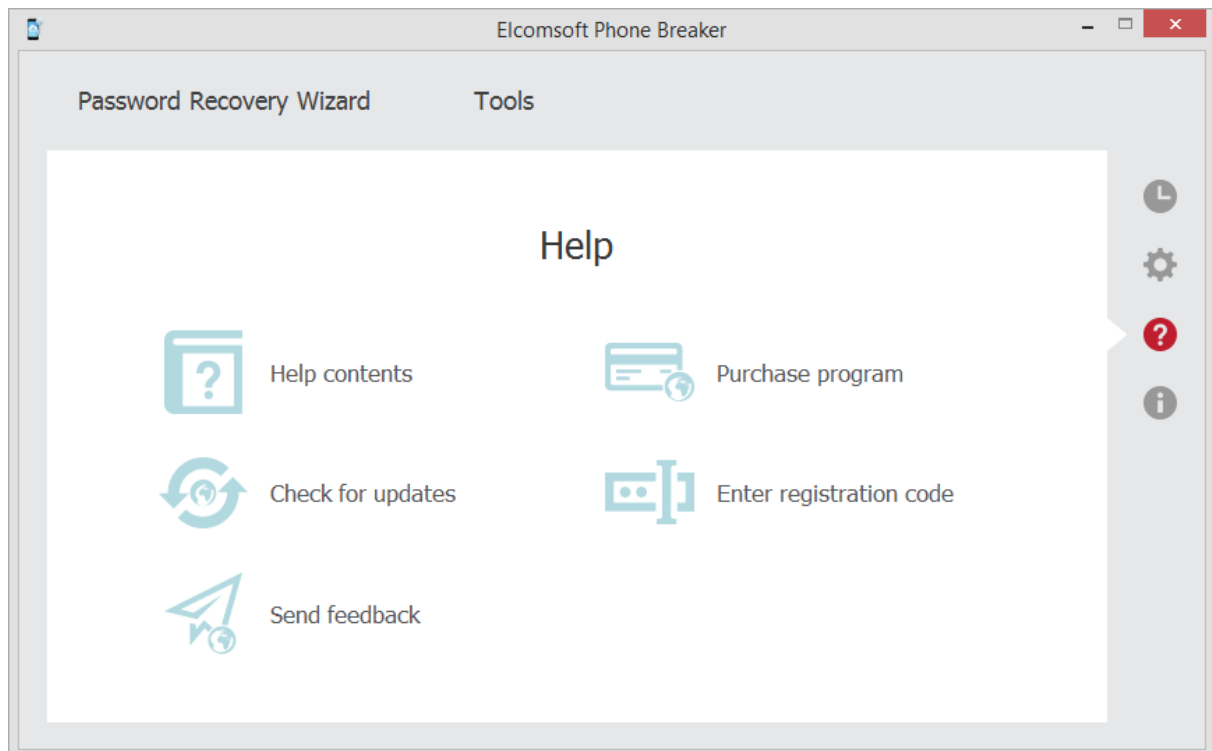 Elcomsoft Phone Breaker
Password Recovery Wizard Tools
Help
Help contents
Purchase program
Check for updates
Enter registration code
Send feedback